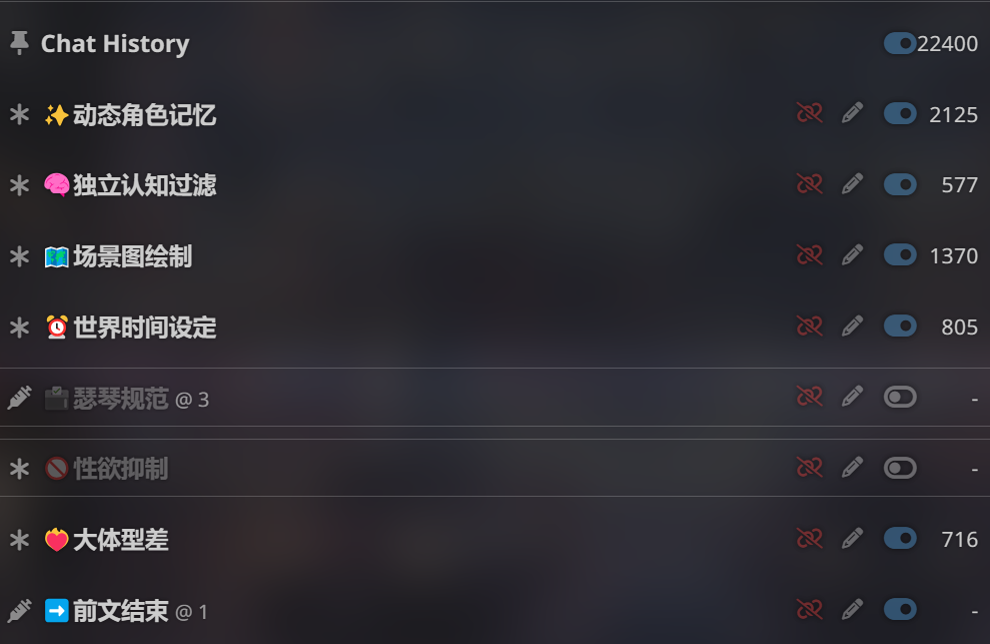 Chat History 22400
✨动态角色记忆 2125
🧠独立认知过滤 577
🗺️场景图绘制 1370
⏰世界时间设定 805
瑟琴规范 @ 3 -
🚫性欲抑制 -
❤️大体型差 716
➡️前文结束 @ 1 -